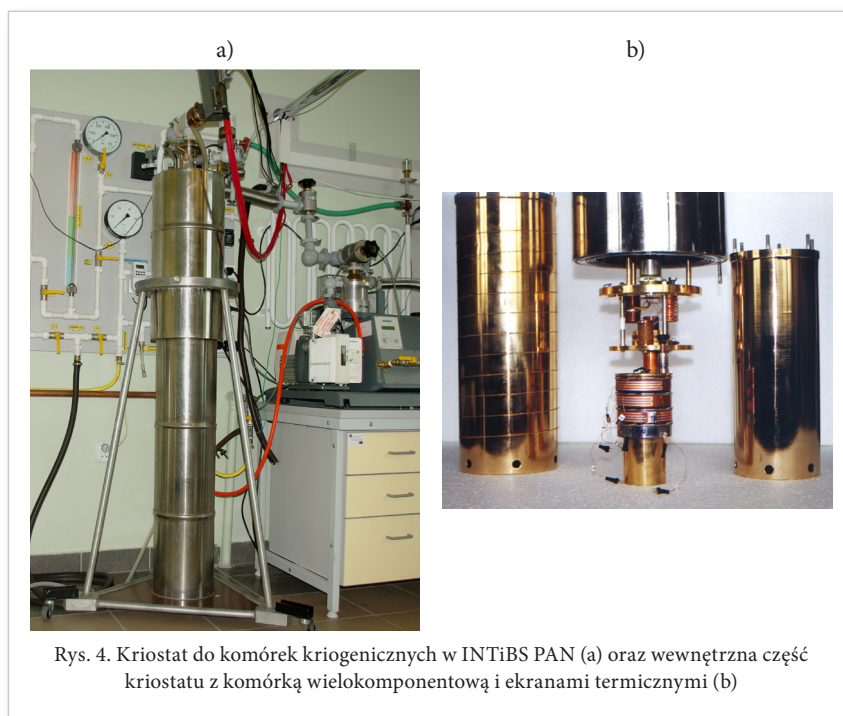 a)
b)
Rys. 4. Kriostat do komórek kriogenicznych w INTiBS PAN (a) oraz wewnętrzna część
kriostatu z komórką wielokomponentową i ekranami termicznymi (b)